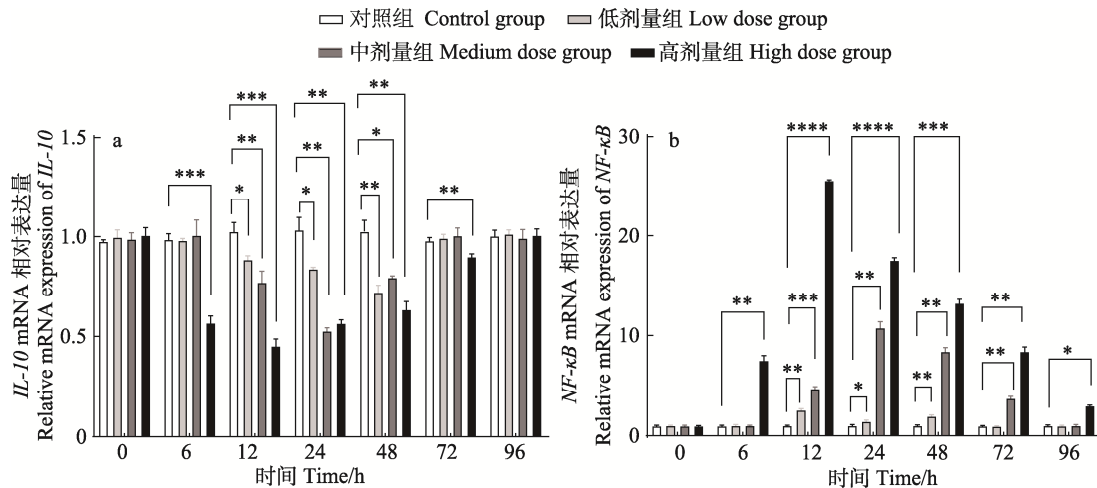 对照组 Control group 低剂量组 Low dose group
中剂量组 Medium dose group 高剂量组 High dose group
IL-10 mRNA 相对表达量
Relative mRNA expression of IL-10
a
1.5
1.0
0.5
0
***
*
**
***
*
**
**
**
*
**
**
0 6 12 24 48 72 96
时间 Time/h
NF-κB mRNA 相对表达量
Relative mRNA expression of NF-κB
b
30
20
10
0
**
**
***
****
*
**
****
**
**
***
**
**
*
0 6 12 24 48 72 96
时间 Time/h